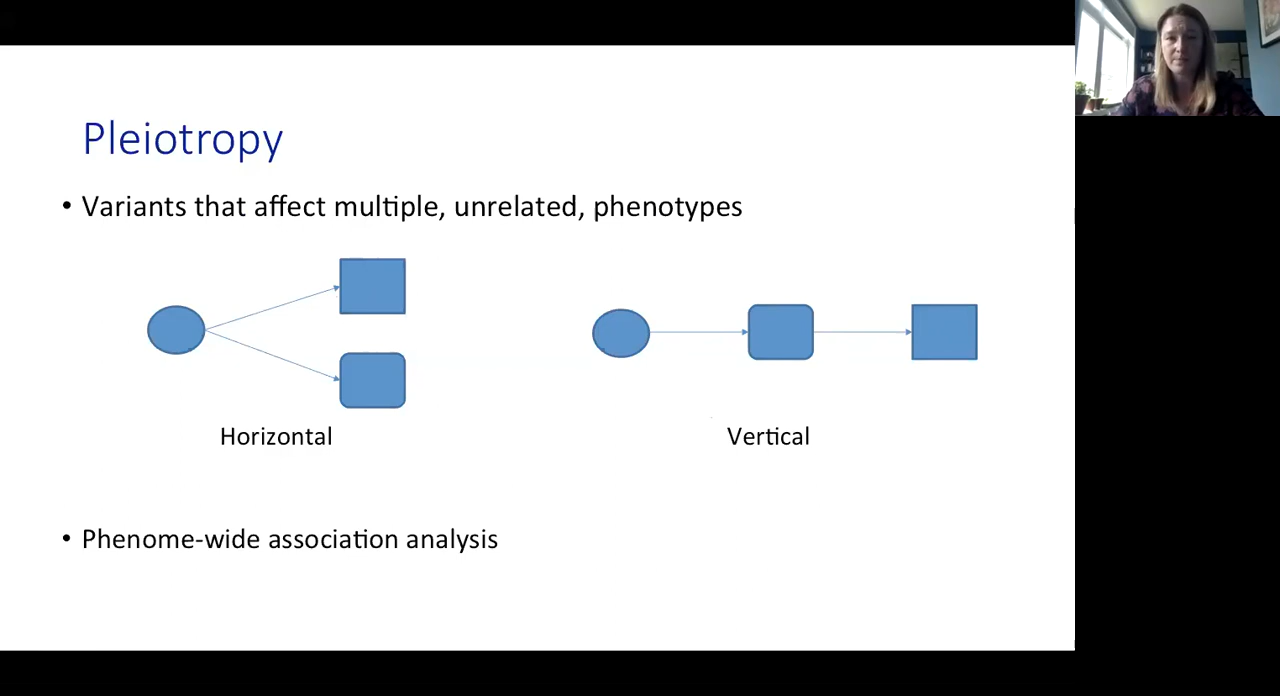 Pleiotropy
• Variants that affect multiple, unrelated, phenotypes
Horizontal
Vertical
• Phenome-wide association analysis